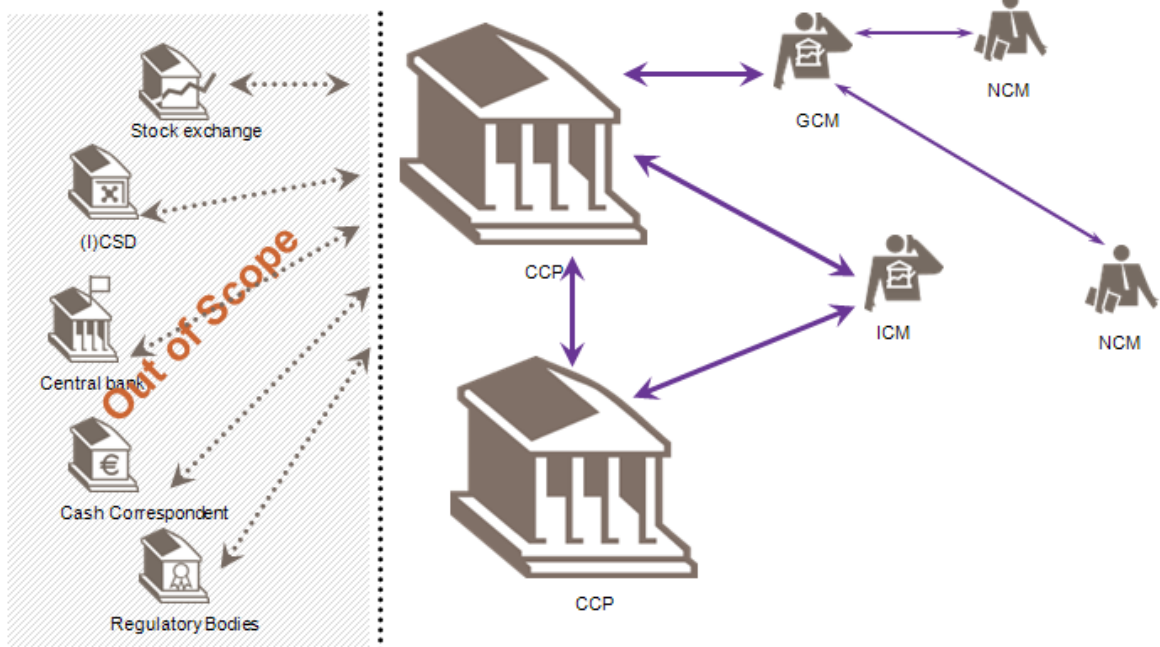 Stock exchange
(I)CSD
Out of Scope
Central bank
€
Cash Correspondent
Regulatory Bodies
CCP
GCM
NCM
ICM
NCM
CCP